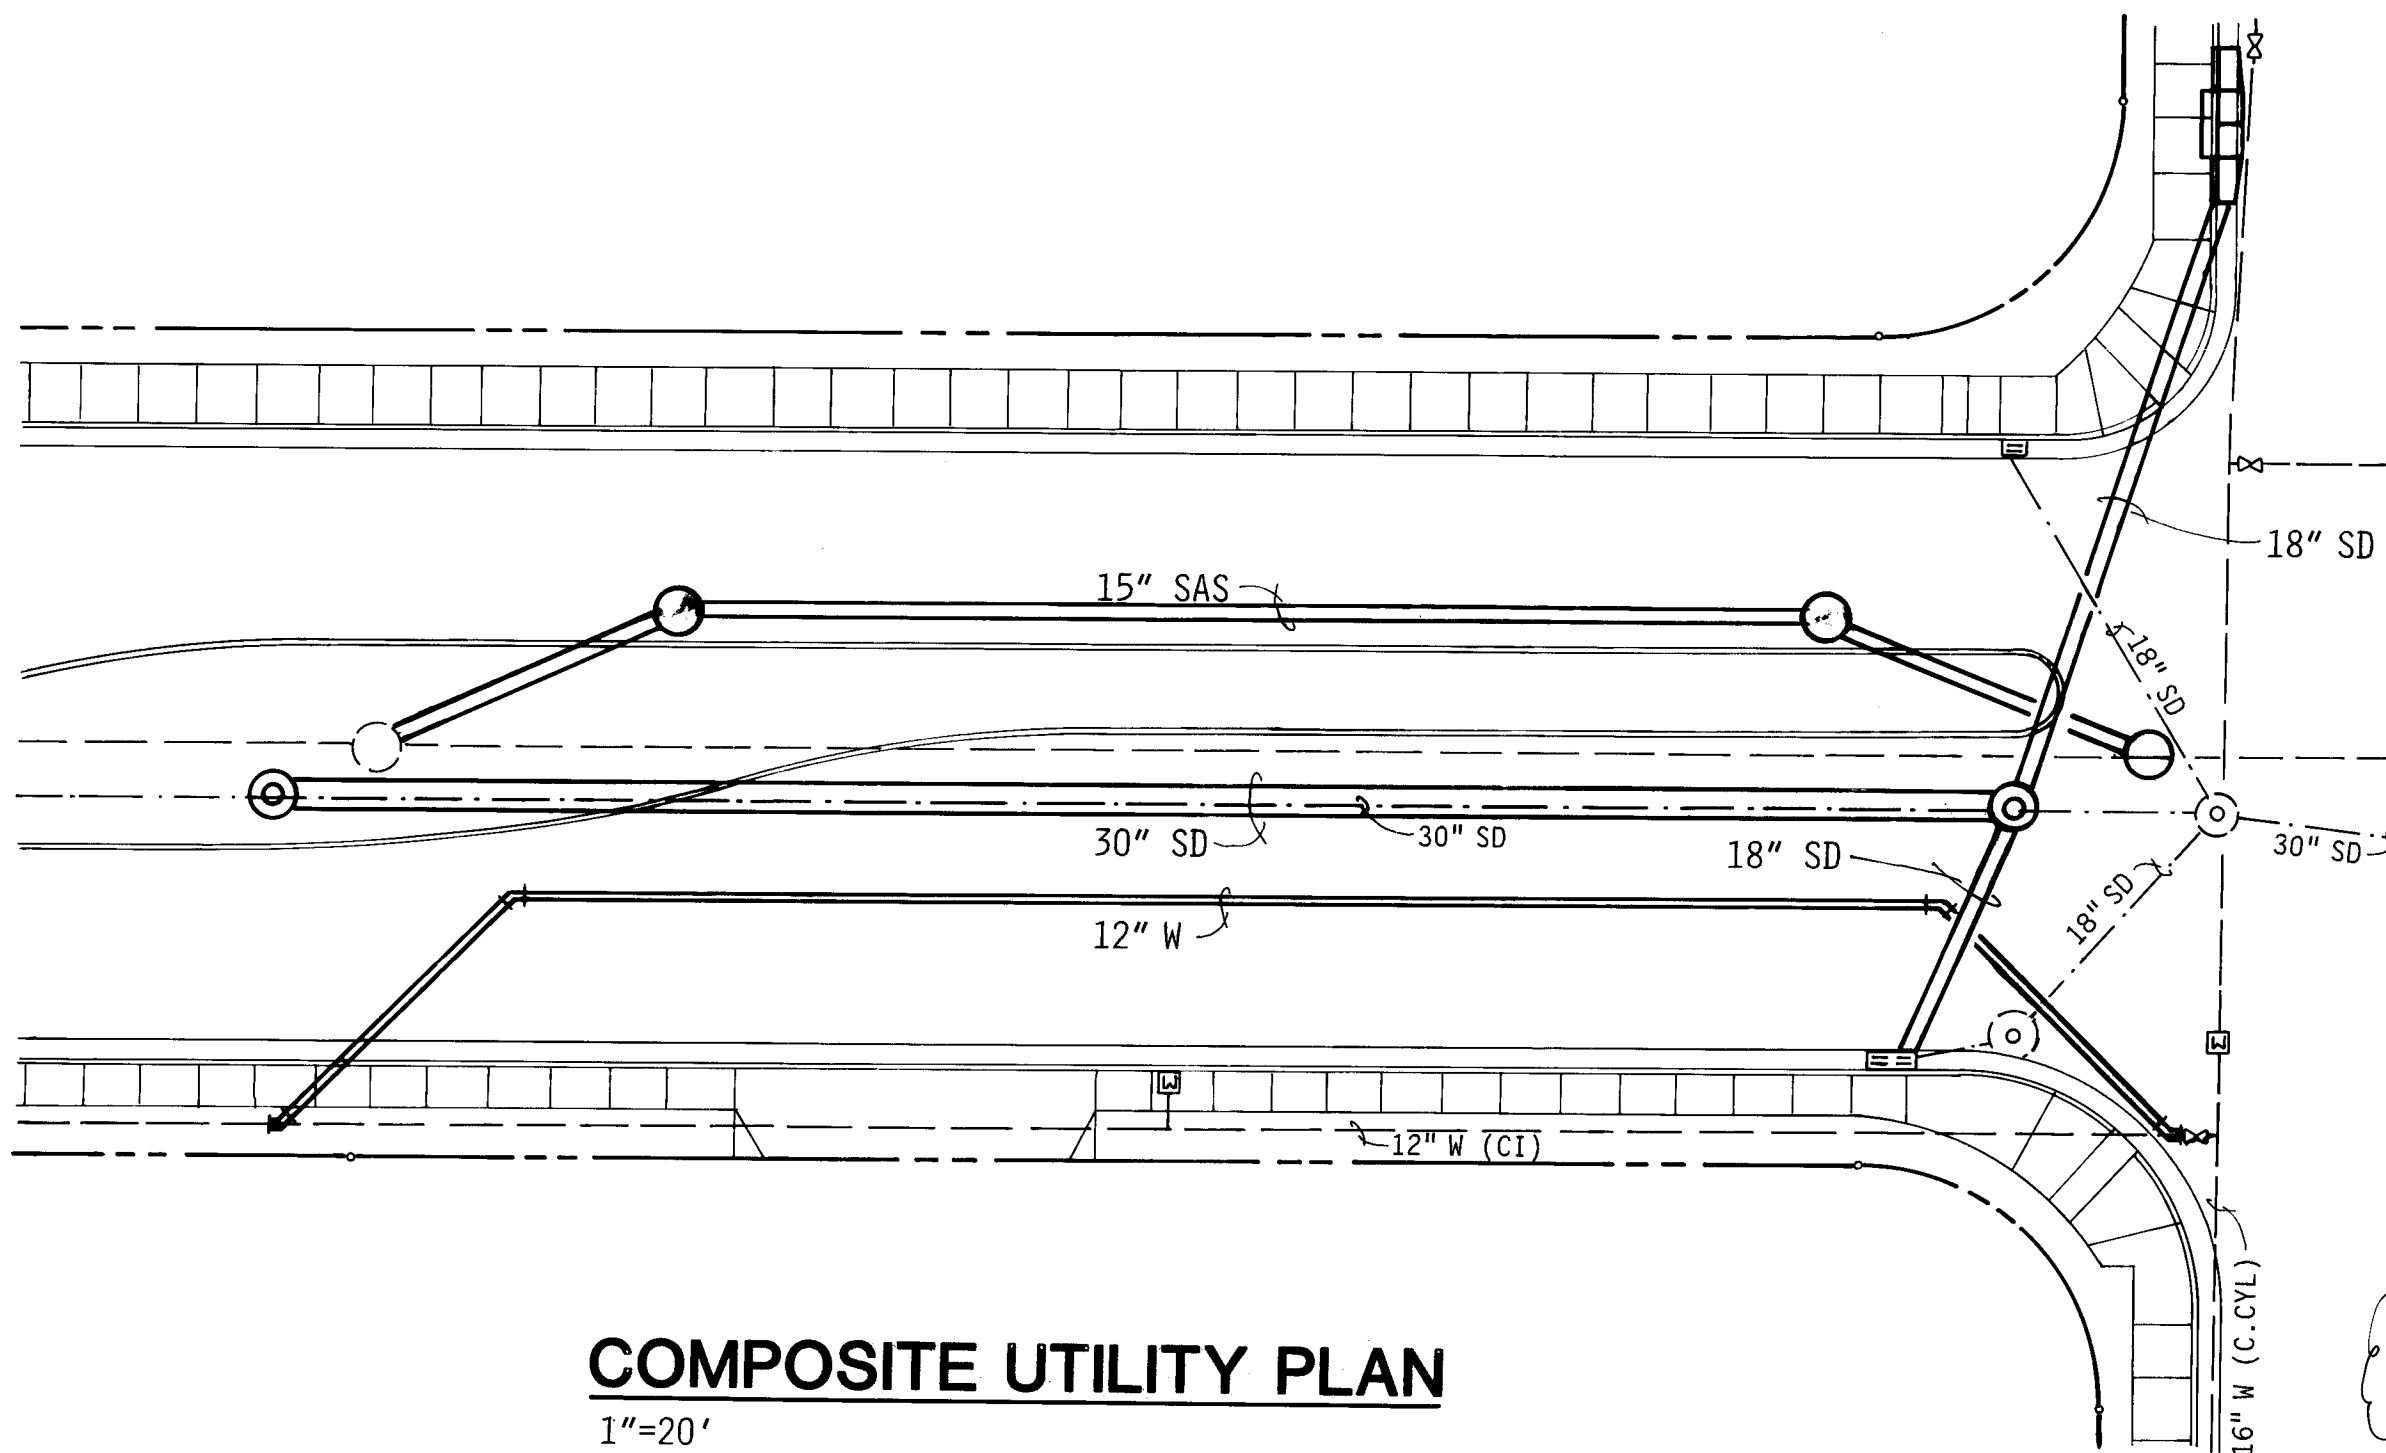 18" SD
15" SAS
18" SD
30" SD
30" SD
18" SD
30" SD
18" SD
12" W
W
W
12" W (CI)
16" W (C.CYL)
COMPOSITE UTILITY PLAN
1"=20'